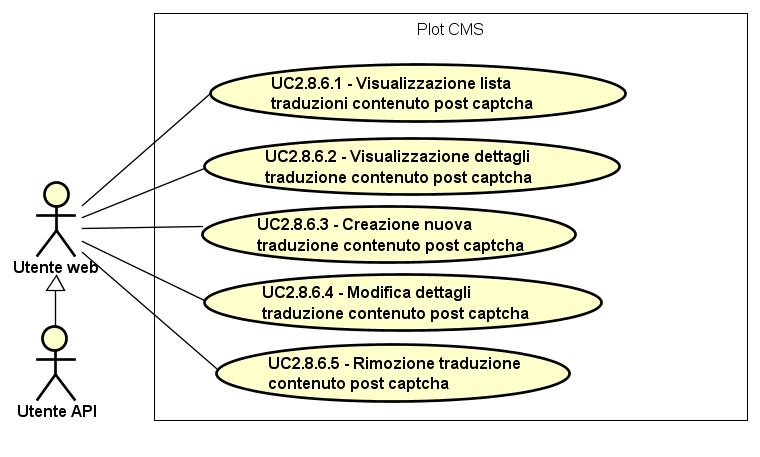 Plot CMS
UC2.8.6.1 - Visualizzazione lista
traduzioni contenuto post captcha
UC2.8.6.2 - Visualizzazione dettagli
traduzione contenuto post captcha
UC2.8.6.3 - Creazione nuova
traduzione contenuto post captcha
UC2.8.6.4 - Modifica dettagli
traduzione contenuto post captcha
UC2.8.6.5 - Rimozione traduzione
contenuto post captcha
Utente web
Utente API